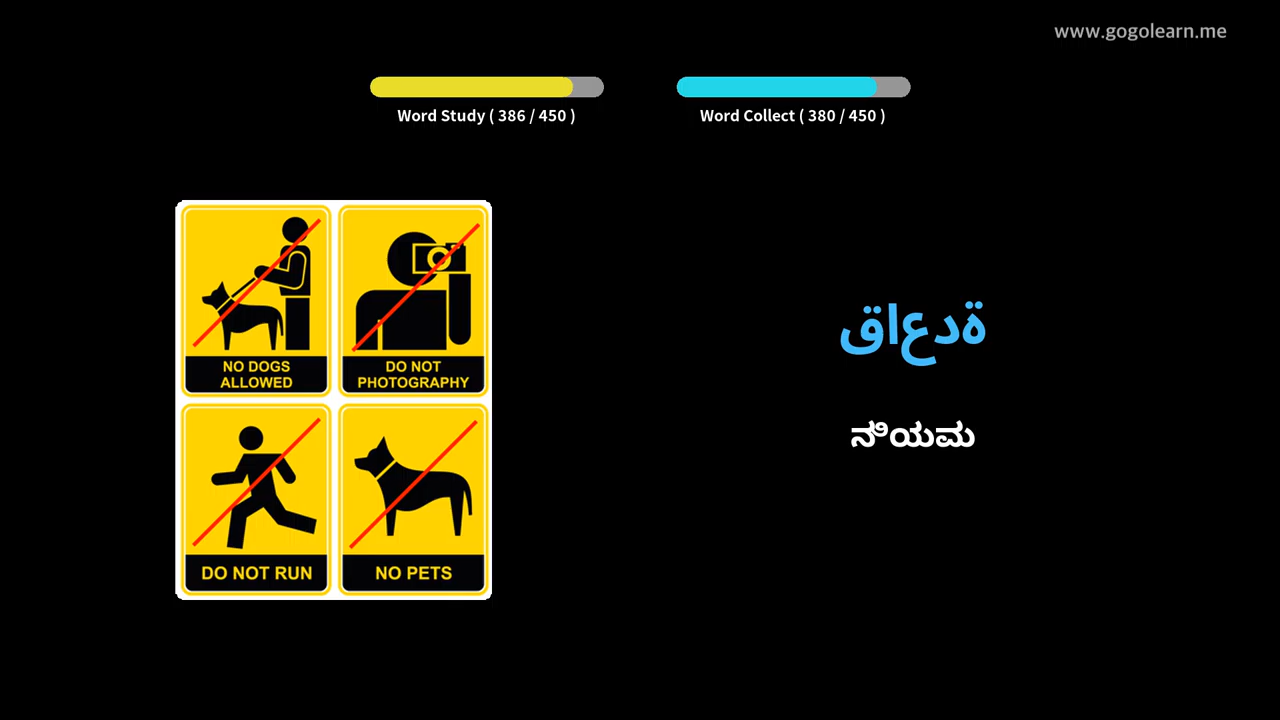 www.gogolearn.me
Word Study ( 386 / 450 )
Word Collect ( 380 / 450 )
NO DOGS
ALLOWED
DO NOT
PHOTOGRAPHY
DO NOT RUN
NO PETS
قاعدة
ನಿಯಮ